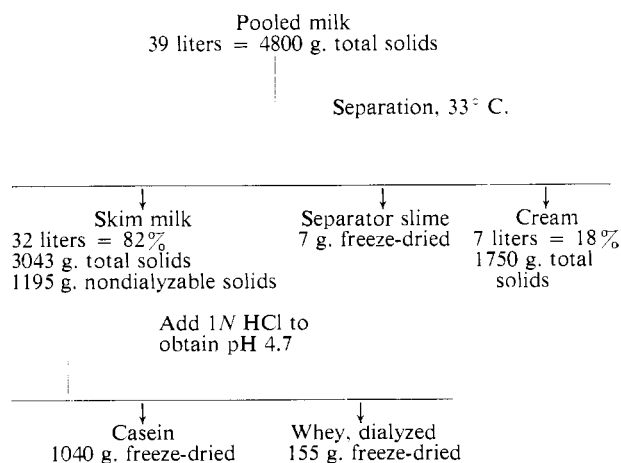 Pooled milk
39 liters = 4800 g. total solids
Separation, 33° C.
Skim milk
32 liters = 82%
3043 g. total solids
1195 g. nondialyzable solids
Separator slime
7 g. freeze-dried
Cream
7 liters = 18%
1750 g. total
solids
Add 1N HCl to
obtain pH 4.7
Casein
1040 g. freeze-dried
Whey, dialyzed
155 g. freeze-dried